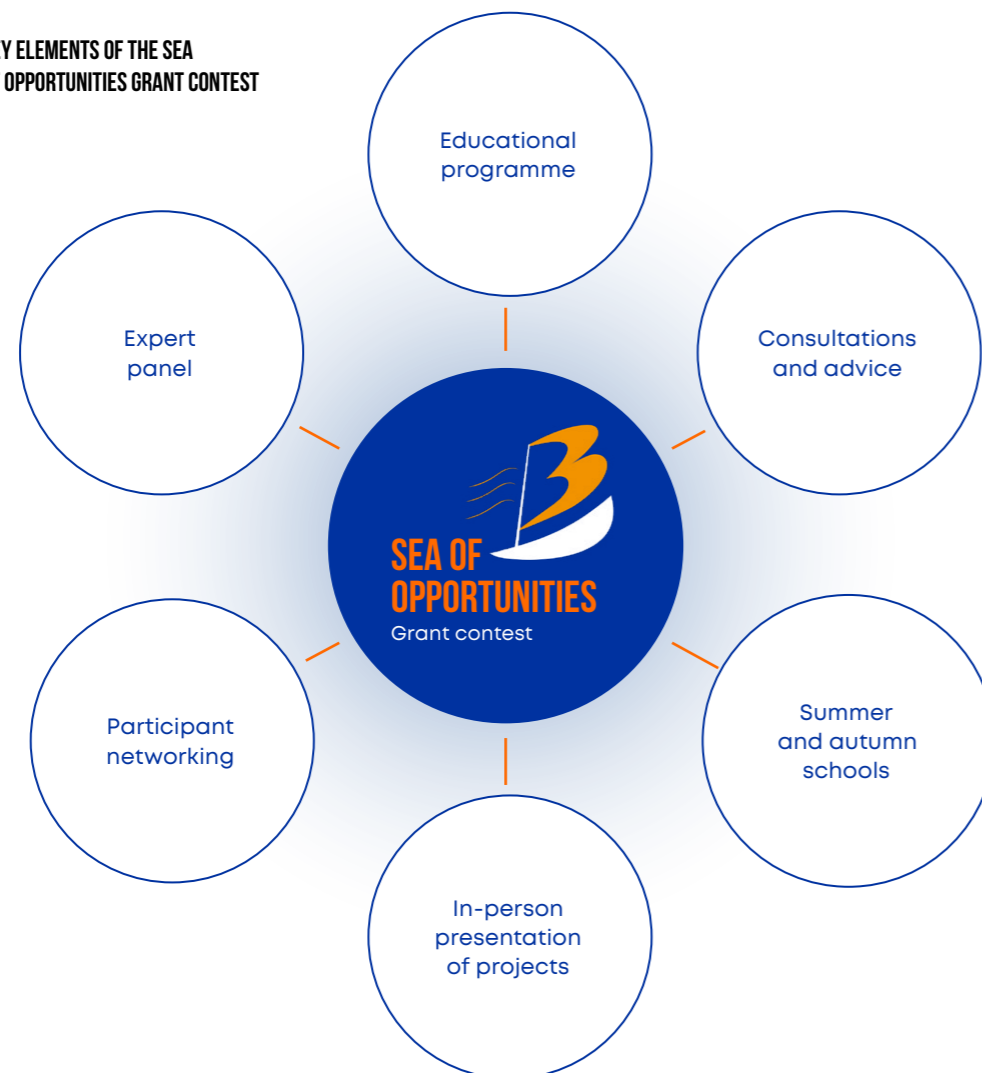 EY ELEMENTS OF THE SEA
OPPORTUNITIES GRANT CONTEST
Educational
programme
Expert
panel
Consultations
and advice
SEA OF
OPPORTUNITIES
Grant contest
Participant
networking
Summer
and autumn
schools
In-person
presentation
of projects